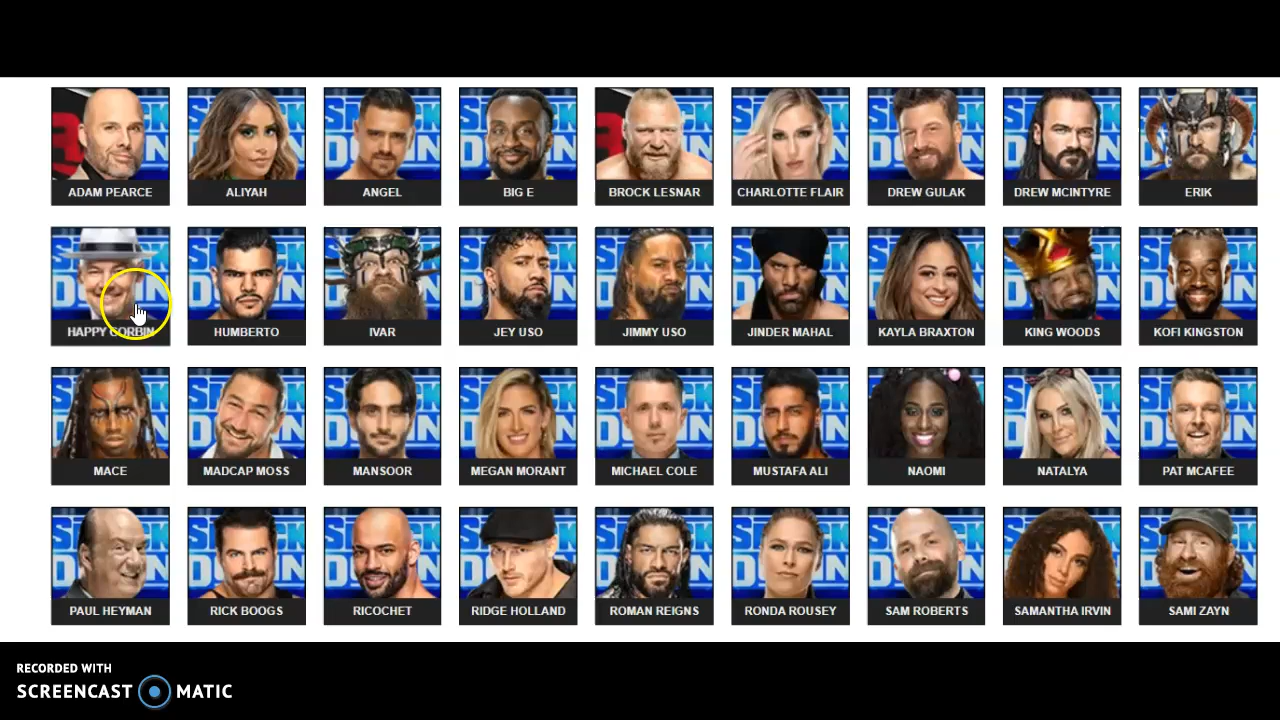 ADAM PEARCE ALIYAH ANGEL BIG E BROCK LESNAR CHARLOTTE FLAIR DREW GULAK DREW MCINTYRE ERIK
HAPPY CORBIN HUMBERTO IVAR JEY USO JIMMY USO JINDER MAHAL KAYLA BRAXTON KING WOODS KOFI KINGSTON
MACE MADCAP MOSS MANSOOR MEGAN MORANT MICHAEL COLE MUSTAFA ALI NAOMI NATALYA PAT MCAFEE
PAUL HEYMAN RICK BOOGS RICOCHET RIDGE HOLLAND ROMAN REIGNS RONDA ROUSEY SAM ROBERTS SAMANTHA IRVIN SAMI ZAYN
RECORDED WITH
SCREENCAST MATIC